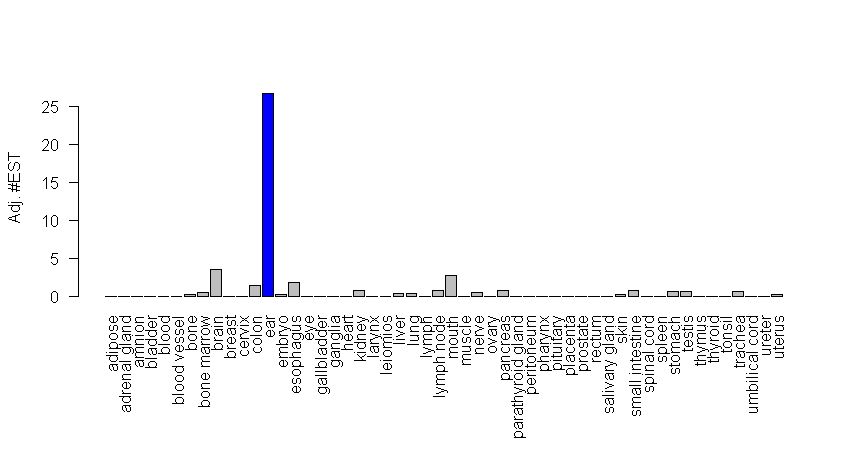 Adj. #EST
25
20
15
10
5
0
adipose
adrenal gland
amnion
bladder
blood
blood vessel
bone
bone marrow
brain
breast
cervix
colon
ear
embryo
esophagus
eye
gallbladder
ganglia
heart
kidney
larynx
leiomios
liver
lung
lymph
lymph node
mouth
muscle
nerve
ovary
pancreas
parathyroid gland
peritoneum
pharynx
pituitary
placenta
prostate
rectum
salivary gland
skin
small intestine
spinal cord
spleen
stomach
testis
thymus
thyroid
tonsil
trachea
umbilical cord
ureter
uterus